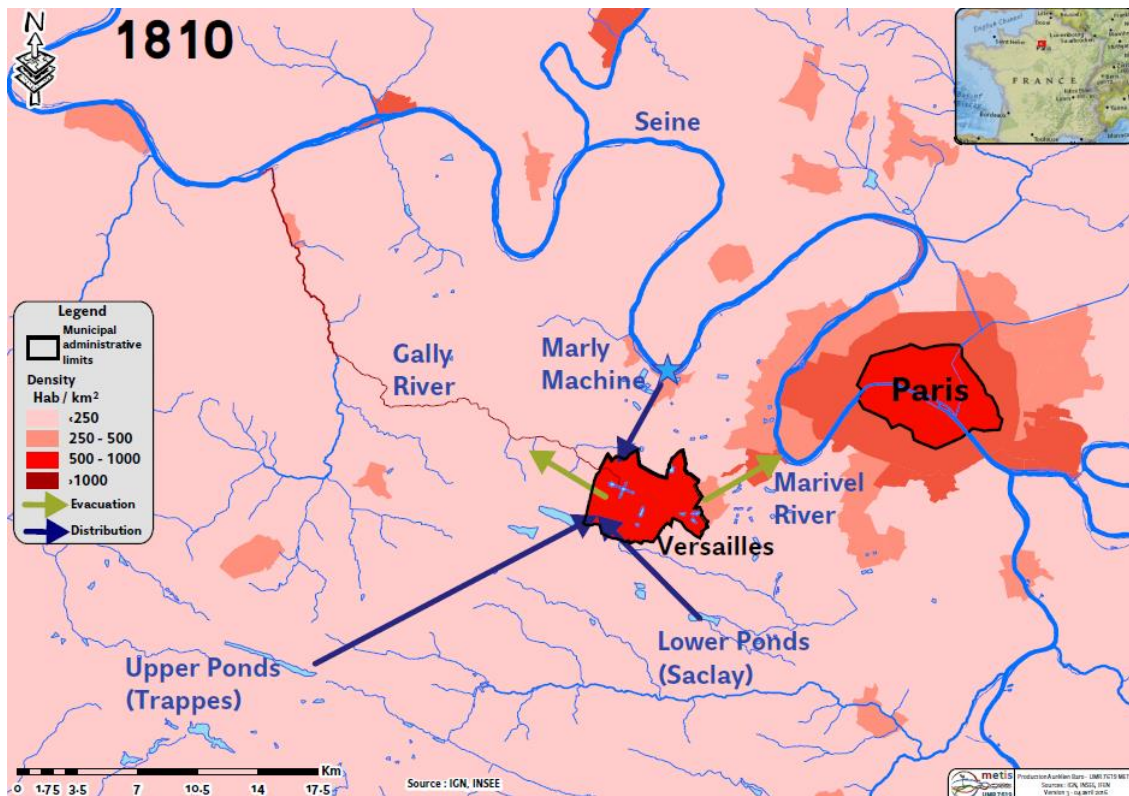 N
1810
Seine
FRANCE
Legend
Municipal
administrative
limits
Density
Hab / km²
‹250
250 - 500
500 - 1000
›1000
Evacuation
Distribution
Gally
River
Marly
Machine
Paris
Marivel
River
Versailles
Upper Ponds
(Trappes)
Lower Ponds
(Saclay)
Km
0 1.75 3.5 7 10.5 14 17.5
Source : IGN, INSEE
metis